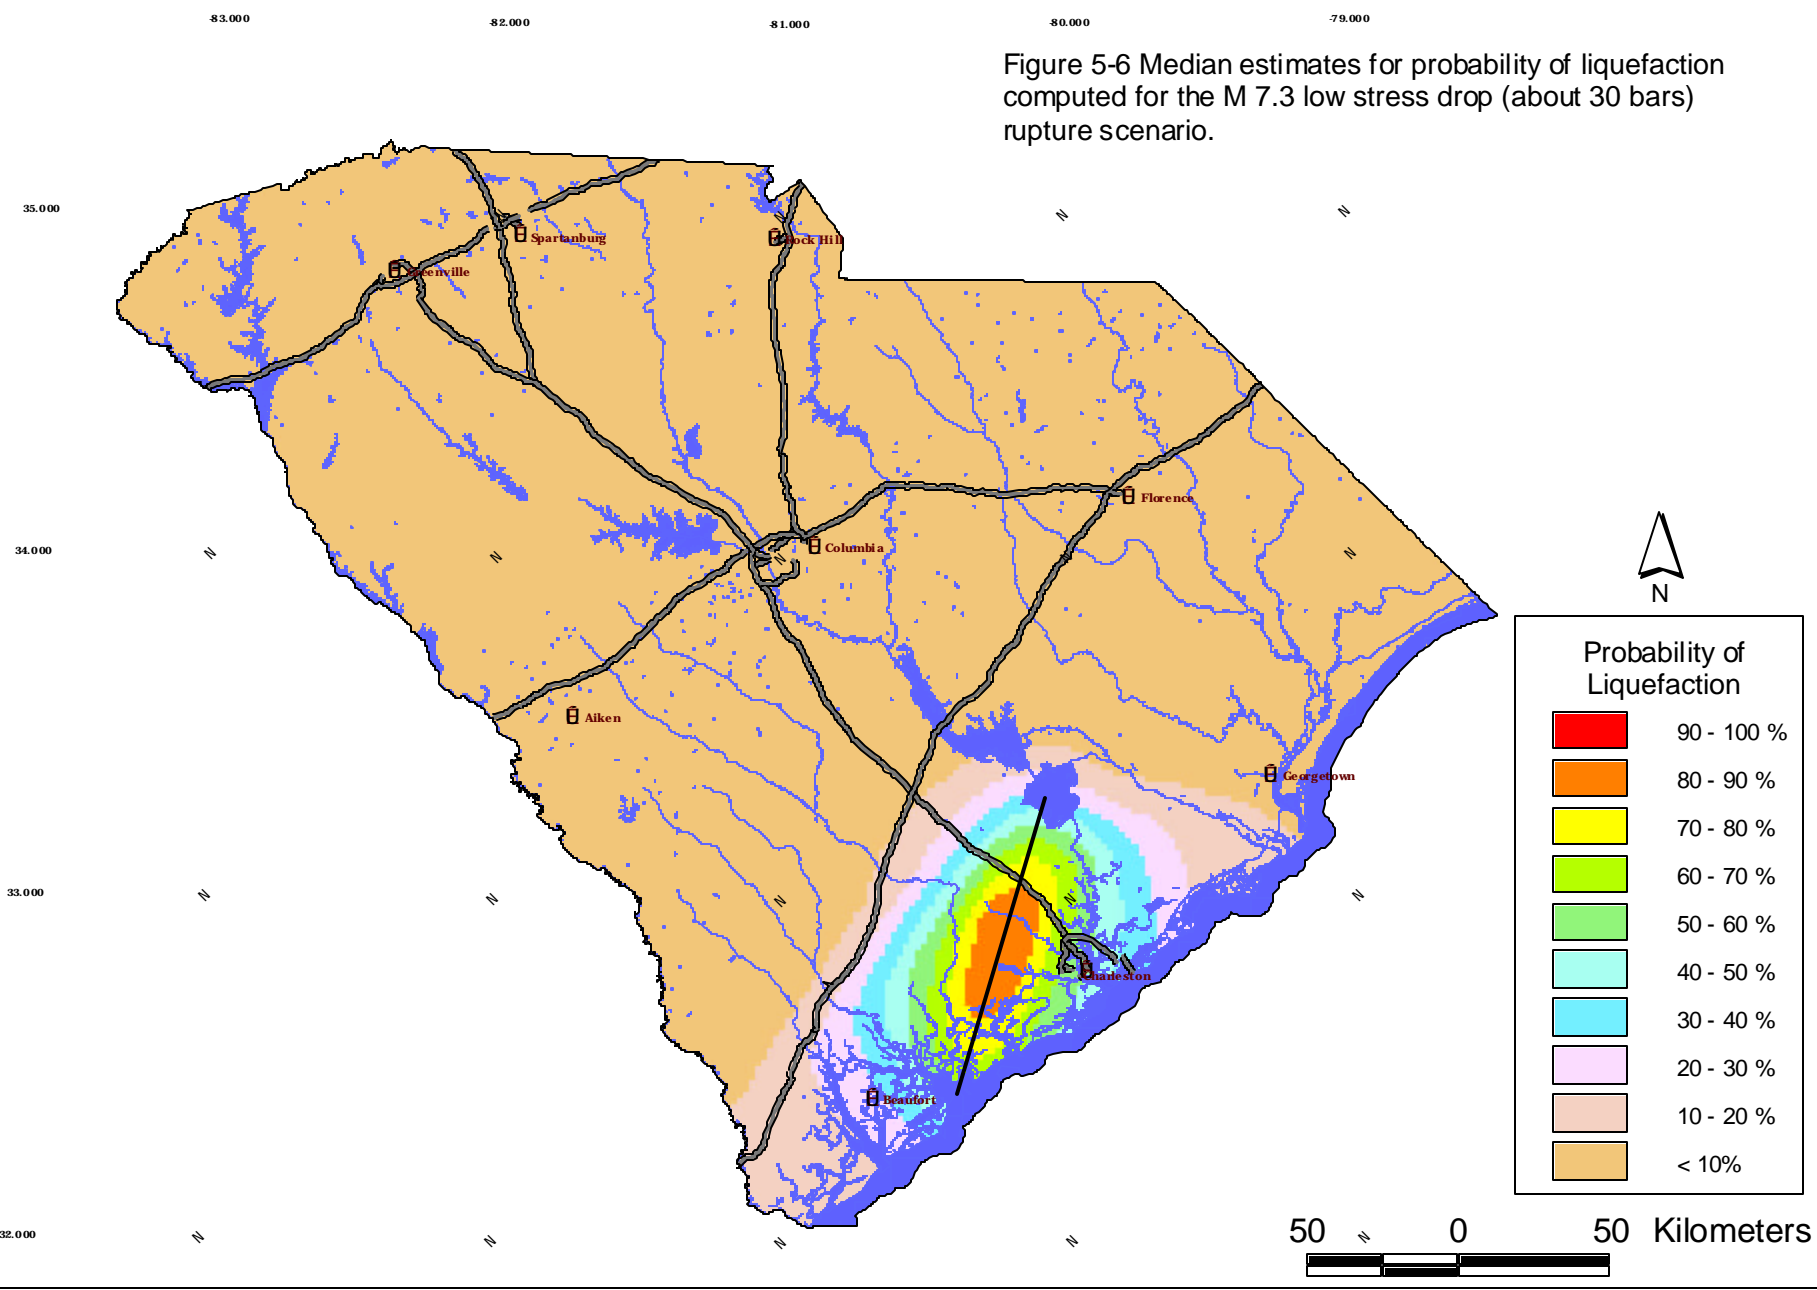 -83.000
-82.000
-81.000
-80.000
-79.000
Figure 5-6 Median estimates for probability of liquefaction
computed for the M 7.3 low stress drop (about 30 bars)
rupture scenario.
35.000
N
N
N
Spartanburg
Rock Hill
Greenville
Florence
34.000
N
N
Columbia
N
N
N
N
Probability of
Liquefaction
Aiken
90 - 100 %
Georgetown
80 - 90 %
70 - 80 %
60 - 70 %
33.000
N
N
N
N
N
50 - 60 %
Charleston
40 - 50 %
30 - 40 %
20 - 30 %
Beaufort
10 - 20 %
< 10%
32.000
N
N
N
N
N
50 0 50 Kilometers